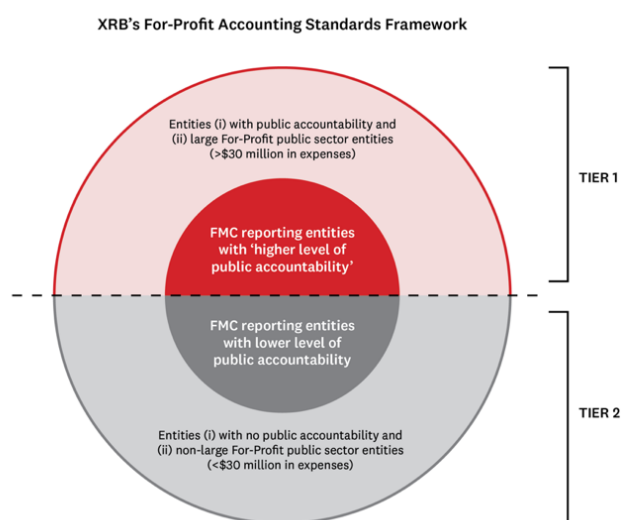 XRB's For-Profit Accounting Standards Framework
Entities (i) with public accountability and
(ii) large For-Profit public sector entities
(>$30 million in expenses)
TIER 1
FMC reporting entities
with ‘higher level of
public accountability’
FMC reporting entities
with lower level of
public accountability
TIER 2
Entities (i) with no public accountability and
(ii) non-large For-Profit public sector entities
(<$30 million in expenses)